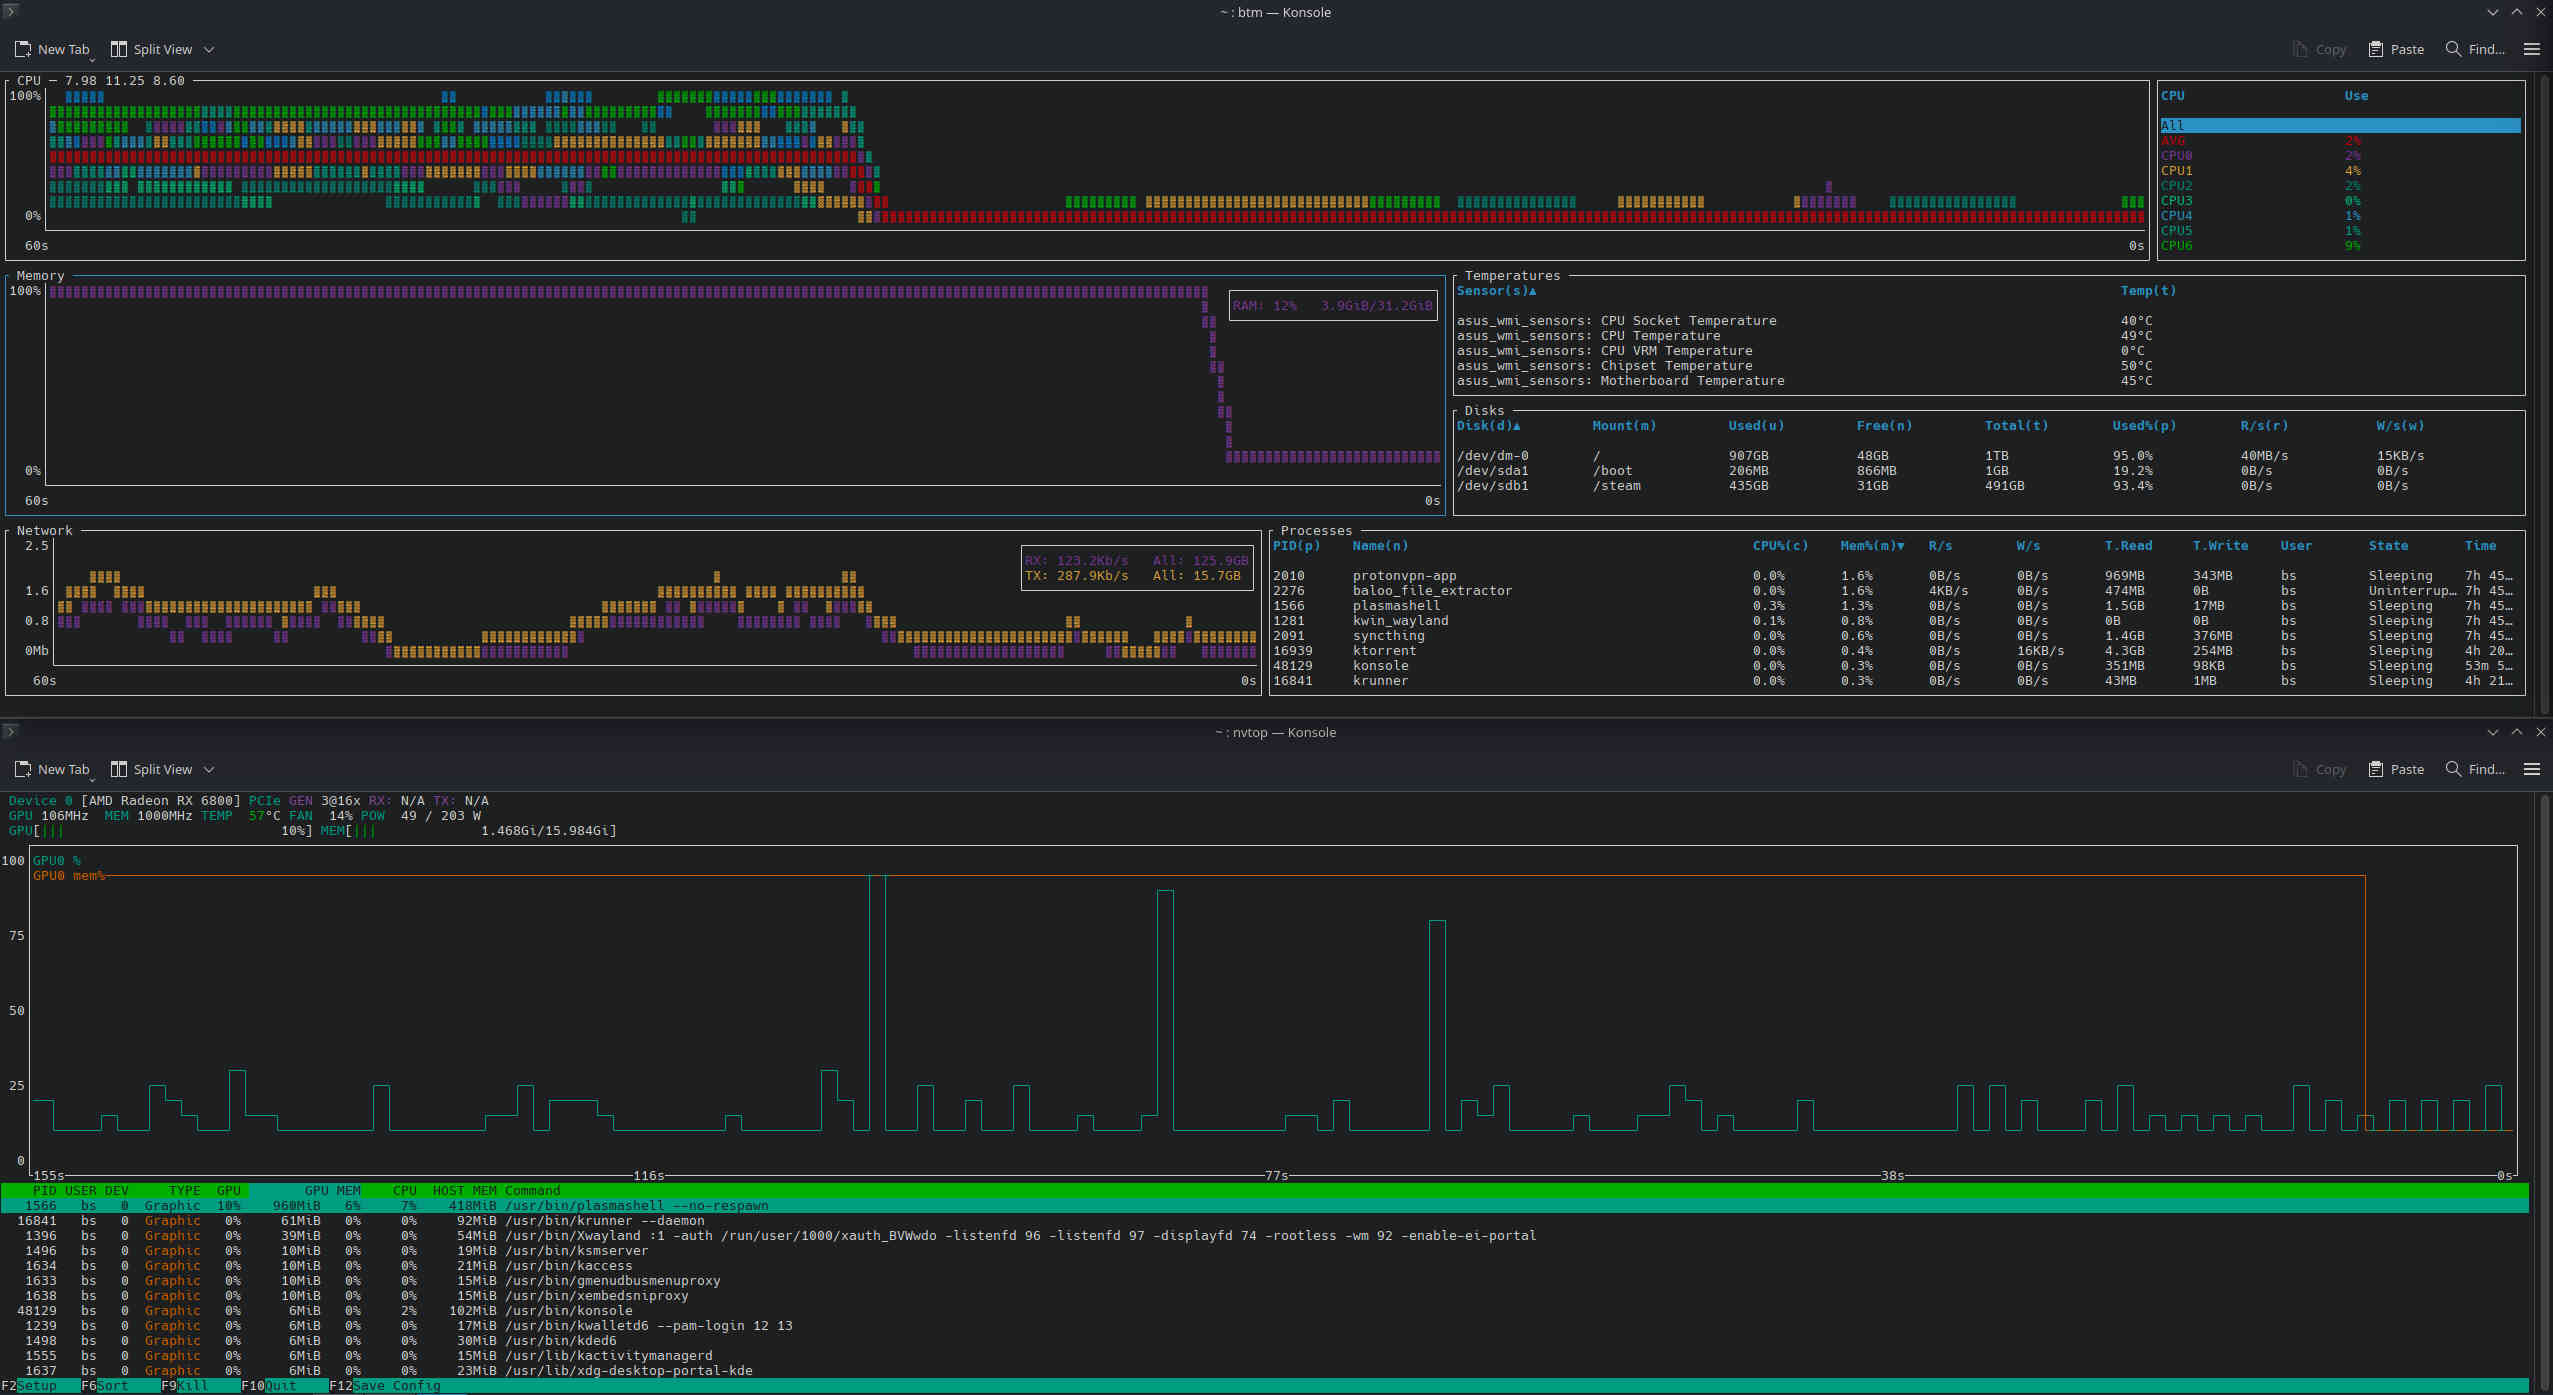 ~ : btm — Konsole
New Tab Split View Copy Paste Find...
CPU — 7.98 11.25 8.60
100%
0%
60s 0s
CPU Use
All
AVG 2%
CPU0 2%
CPU1 4%
CPU2 2%
CPU3 0%
CPU4 1%
CPU5 1%
CPU6 9%
Memory
100%
RAM: 12% 3.9GiB/31.2GiB
0%
60s 0s
Temperatures
Sensor(s)▲ Temp(t)
asus_wmi_sensors: CPU Socket Temperature 40°C
asus_wmi_sensors: CPU Temperature 49°C
asus_wmi_sensors: CPU VRM Temperature 0°C
asus_wmi_sensors: Chipset Temperature 50°C
asus_wmi_sensors: Motherboard Temperature 45°C
Disks
Disk(d)▲ Mount(m) Used(u) Free(n) Total(t) Used%(p) R/s(r) W/s(w)
/dev/dm-0 / 907GB 48GB 1TB 95.0% 40MB/s 15KB/s
/dev/sda1 /boot 206MB 866MB 1GB 19.2% 0B/s 0B/s
/dev/sdb1 /steam 435GB 31GB 491GB 93.4% 0B/s 0B/s
Network
2.5
1.6
0.8
0Mb
RX: 123.2Kb/s All: 125.9GB
TX: 287.9Kb/s All: 15.7GB
60s 0s
Processes
PID(p) Name(n) CPU%(c) Mem%(m)▼ R/s W/s T.Read T.Write User State Time
2010 protonvpn-app 0.0% 1.6% 0B/s 0B/s 969MB 343MB bs Sleeping 7h 45…
2276 baloo_file_extractor 0.0% 1.6% 4KB/s 0B/s 474MB 0B bs Uninterrup… 7h 45…
1566 plasmashell 0.3% 1.3% 0B/s 0B/s 1.5GB 17MB bs Sleeping 7h 45…
1281 kwin_wayland 0.1% 0.8% 0B/s 0B/s 0B 0B bs Sleeping 7h 45…
2091 syncthing 0.0% 0.6% 0B/s 0B/s 1.4GB 376MB bs Sleeping 7h 45…
16939 ktorrent 0.0% 0.4% 0B/s 16KB/s 4.3GB 254MB bs Sleeping 4h 20…
48129 konsole 0.0% 0.3% 0B/s 0B/s 351MB 98KB bs Sleeping 53m 5…
16841 krunner 0.0% 0.3% 0B/s 0B/s 43MB 1MB bs Sleeping 4h 21…
~ : nvtop — Konsole
New Tab Split View Copy Paste Find...
Device 0 [AMD Radeon RX 6800] PCIe GEN 3@16x RX: N/A TX: N/A
GPU 106MHz MEM 1000MHz TEMP 57°C FAN 14% POW 49 / 203 W
GPU[||| 10%] MEM[||| 1.468Gi/15.984Gi]
100 GPU0 %
GPU0 mem%
75
50
25
0
155s 116s 77s 38s 0s
PID USER DEV TYPE GPU GPU MEM CPU HOST MEM Command
1566 bs 0 Graphic 10% 960MiB 6% 7% 418MiB /usr/bin/plasmashell --no-respawn
16841 bs 0 Graphic 0% 61MiB 0% 0% 92MiB /usr/bin/krunner --daemon
1396 bs 0 Graphic 0% 39MiB 0% 0% 54MiB /usr/bin/Xwayland :1 -auth /run/user/1000/xauth_BVWwdo -listenfd 96 -listenfd 97 -displayfd 74 -rootless -wm 92 -enable-ei-portal
1496 bs 0 Graphic 0% 10MiB 0% 0% 19MiB /usr/bin/ksmserver
1634 bs 0 Graphic 0% 10MiB 0% 0% 21MiB /usr/bin/kaccess
1633 bs 0 Graphic 0% 10MiB 0% 0% 15MiB /usr/bin/gmenudbusmenuproxy
1638 bs 0 Graphic 0% 10MiB 0% 0% 15MiB /usr/bin/xembedsniproxy
48129 bs 0 Graphic 0% 6MiB 0% 2% 102MiB /usr/bin/konsole
1239 bs 0 Graphic 0% 6MiB 0% 0% 17MiB /usr/bin/kwalletd6 --pam-login 12 13
1498 bs 0 Graphic 0% 6MiB 0% 0% 30MiB /usr/bin/kded6
1555 bs 0 Graphic 0% 6MiB 0% 0% 15MiB /usr/lib/kactivitymanagerd
1637 bs 0 Graphic 0% 6MiB 0% 0% 23MiB /usr/lib/xdg-desktop-portal-kde
F2Setup F6Sort F9Kill F10Quit F12Save Config